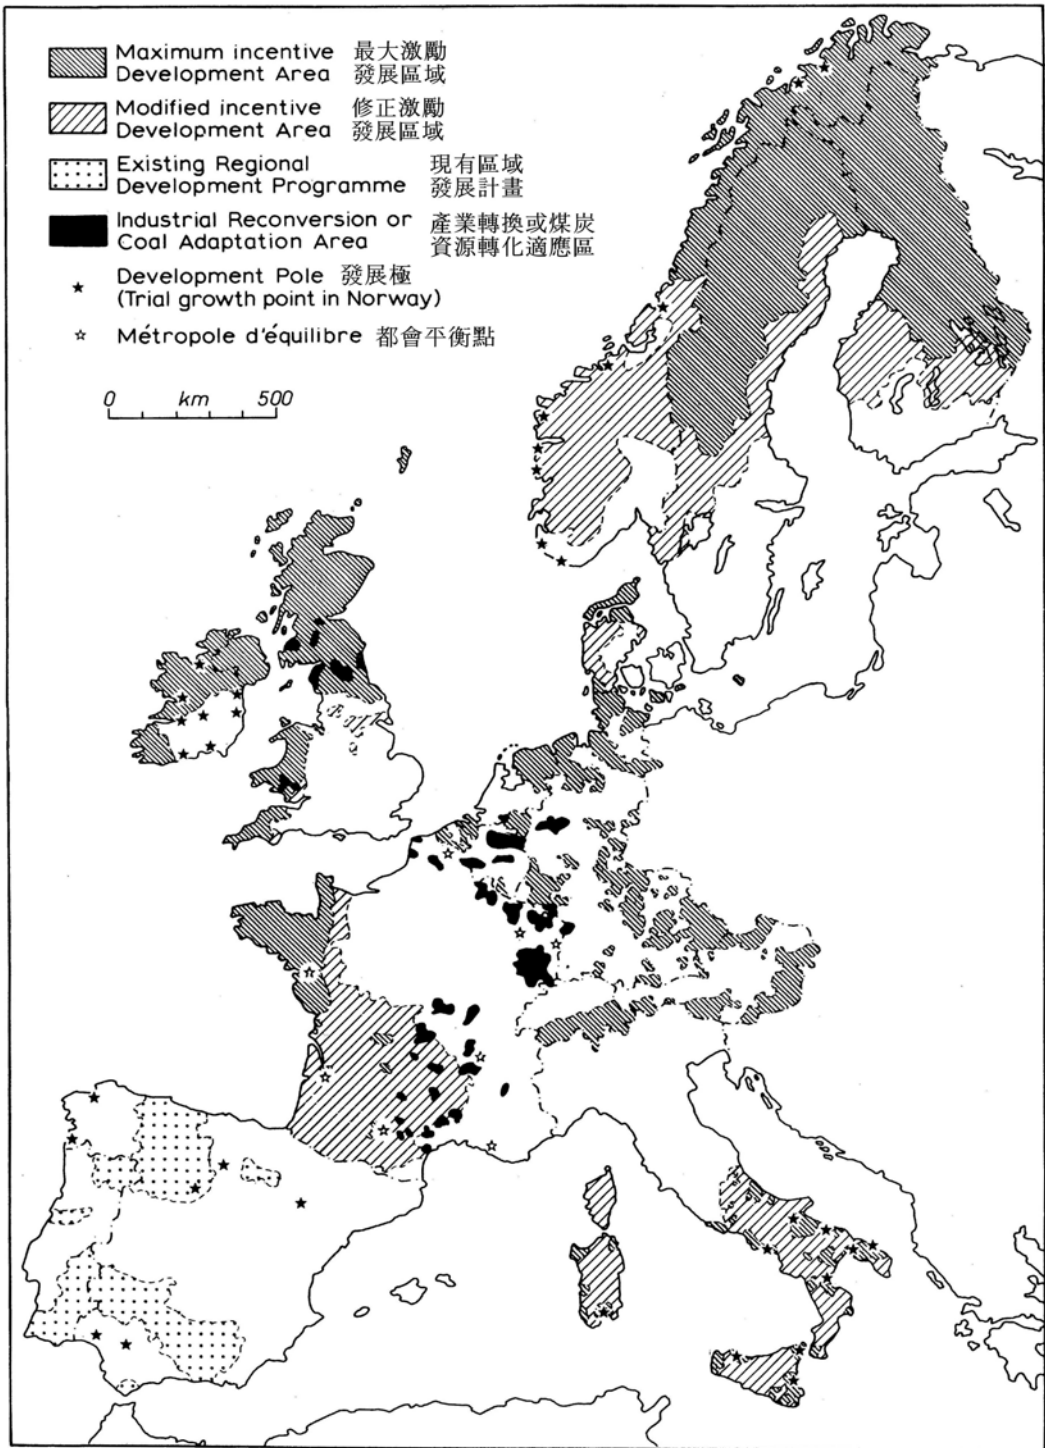 Maximum incentive 最大激勵
Development Area 發展區域
Modified incentive 修正激勵
Development Area 發展區域
Existing Regional 現有區域
Development Programme 發展計畫
Industrial Reconversion or 產業轉換或煤炭
Coal Adaptation Area 資源轉化適應區
Development Pole 發展極
(Trial growth point in Norway)
Métropole d'équilibre 都會平衡點
0 km 500